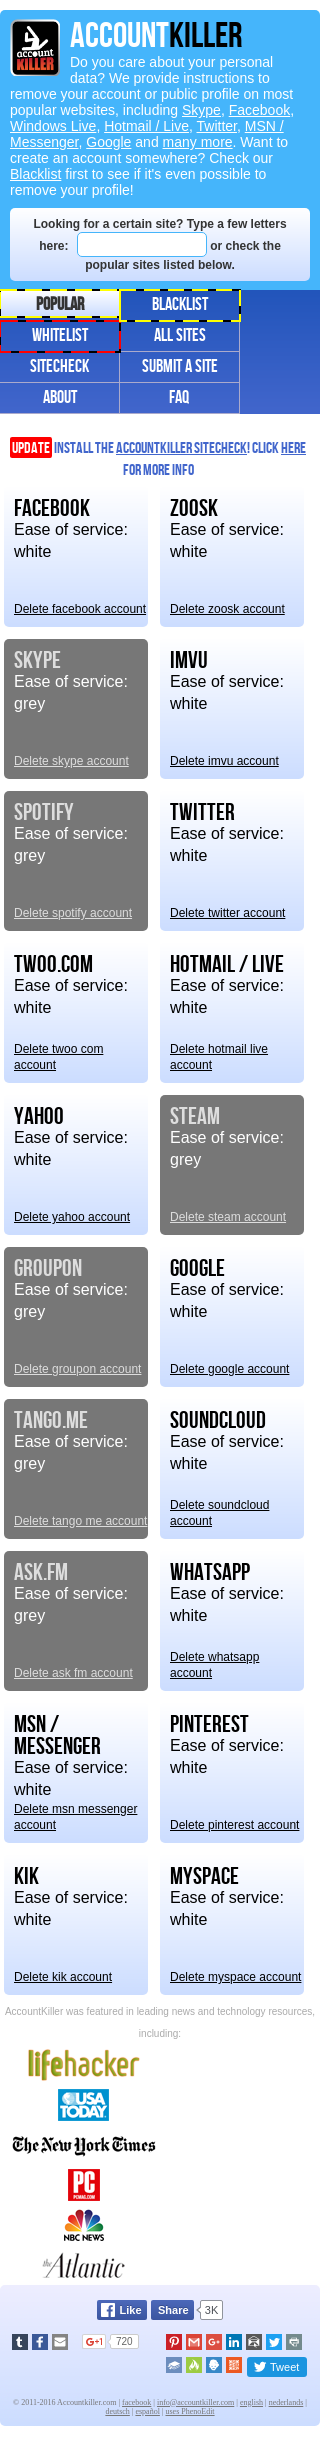 account
KILLER
ACCOUNTKILLER
Do you care about your personal
data? We provide instructions to
remove your account or public profile on most
popular websites, including Skype, Facebook,
Windows Live, Hotmail / Live, Twitter, MSN /
Messenger, Google and many more. Want to
create an account somewhere? Check our
Blacklist first to see if it's even possible to
remove your profile!
Looking for a certain site? Type a few letters
here: or check the
popular sites listed below.
POPULAR
BLACKLIST
WHITELIST
ALL SITES
SITECHECK
SUBMIT A SITE
ABOUT
FAQ
UPDATE INSTALL THE ACCOUNTKILLER SITECHECK! CLICK HERE
FOR MORE INFO
FACEBOOK
Ease of service:
white
Delete facebook account
ZOOSK
Ease of service:
white
Delete zoosk account
SKYPE
Ease of service:
grey
Delete skype account
IMVU
Ease of service:
white
Delete imvu account
SPOTIFY
Ease of service:
grey
Delete spotify account
TWITTER
Ease of service:
white
Delete twitter account
TWOO.COM
Ease of service:
white
Delete twoo com
account
HOTMAIL / LIVE
Ease of service:
white
Delete hotmail live
account
YAHOO
Ease of service:
white
Delete yahoo account
STEAM
Ease of service:
grey
Delete steam account
GROUPON
Ease of service:
grey
Delete groupon account
GOOGLE
Ease of service:
white
Delete google account
TANGO.ME
Ease of service:
grey
Delete tango me account
SOUNDCLOUD
Ease of service:
white
Delete soundcloud
account
ASK.FM
Ease of service:
grey
Delete ask fm account
WHATSAPP
Ease of service:
white
Delete whatsapp
account
MSN /
MESSENGER
Ease of service:
white
Delete msn messenger
account
PINTEREST
Ease of service:
white
Delete pinterest account
KIK
Ease of service:
white
Delete kik account
MYSPACE
Ease of service:
white
Delete myspace account
AccountKiller was featured in leading news and technology resources,
including:
lifehacker
USA
TODAY
The New York Times
PC
PCMAG.COM
NBC NEWS
the Atlantic
Like
Share
3K
G+1
720
Tweet
© 2011-2016 Accountkiller.com | facebook | info@accountkiller.com | english | nederlands |
deutsch | español | uses PhenoEdit